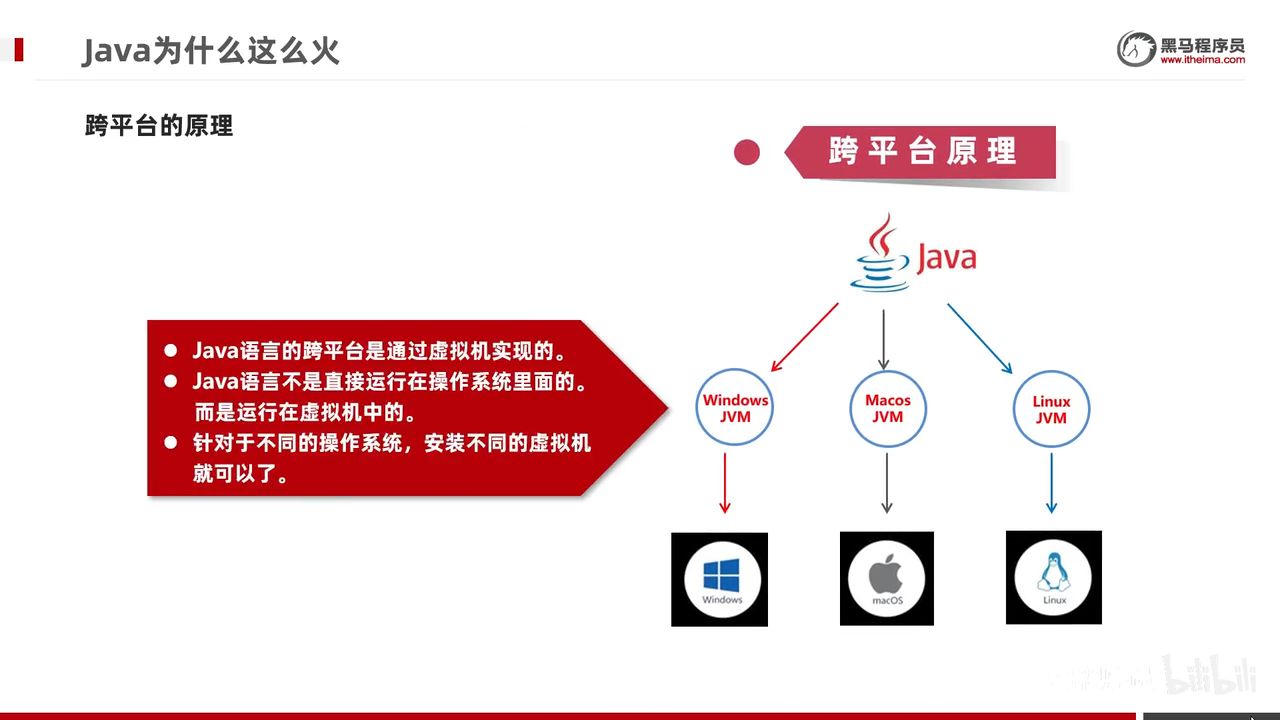 Java为什么这么火
黑马程序员
www.itheima.com
跨平台的原理
跨平台原理
Java
Java语言的跨平台是通过虚拟机实现的。
Java语言不是直接运行在操作系统里面的。
而是运行在虚拟机中的。
针对于不同的操作系统，安装不同的虚拟机
就可以了。
Windows
JVM
Macos
JVM
Linux
JVM
Windows
macOS
Linux
bilibili